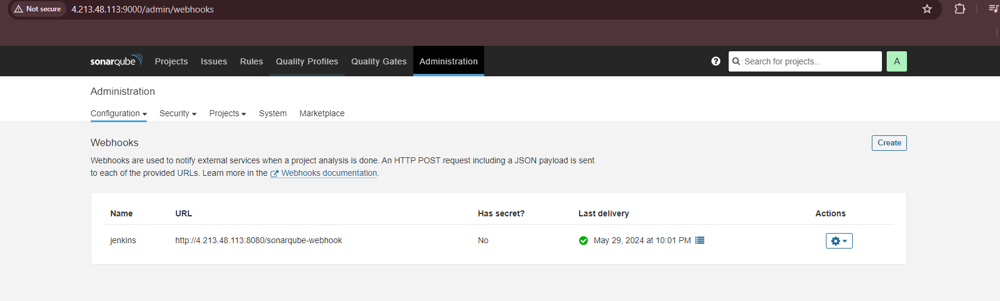 Not secure 4.213.48.113:9000/admin/webhooks
sonarqube Projects Issues Rules Quality Profiles Quality Gates Administration ? Search for projects... A
Administration
Configuration Security Projects System Marketplace
Webhooks Create
Webhooks are used to notify external services when a project analysis is done. An HTTP POST request including a JSON payload is sent
to each of the provided URLs. Learn more in the Webhooks documentation.
Name URL Has secret? Last delivery Actions
jenkins http://4.213.48.113:8080/sonarqube-webhook No May 29, 2024 at 10:01 PM